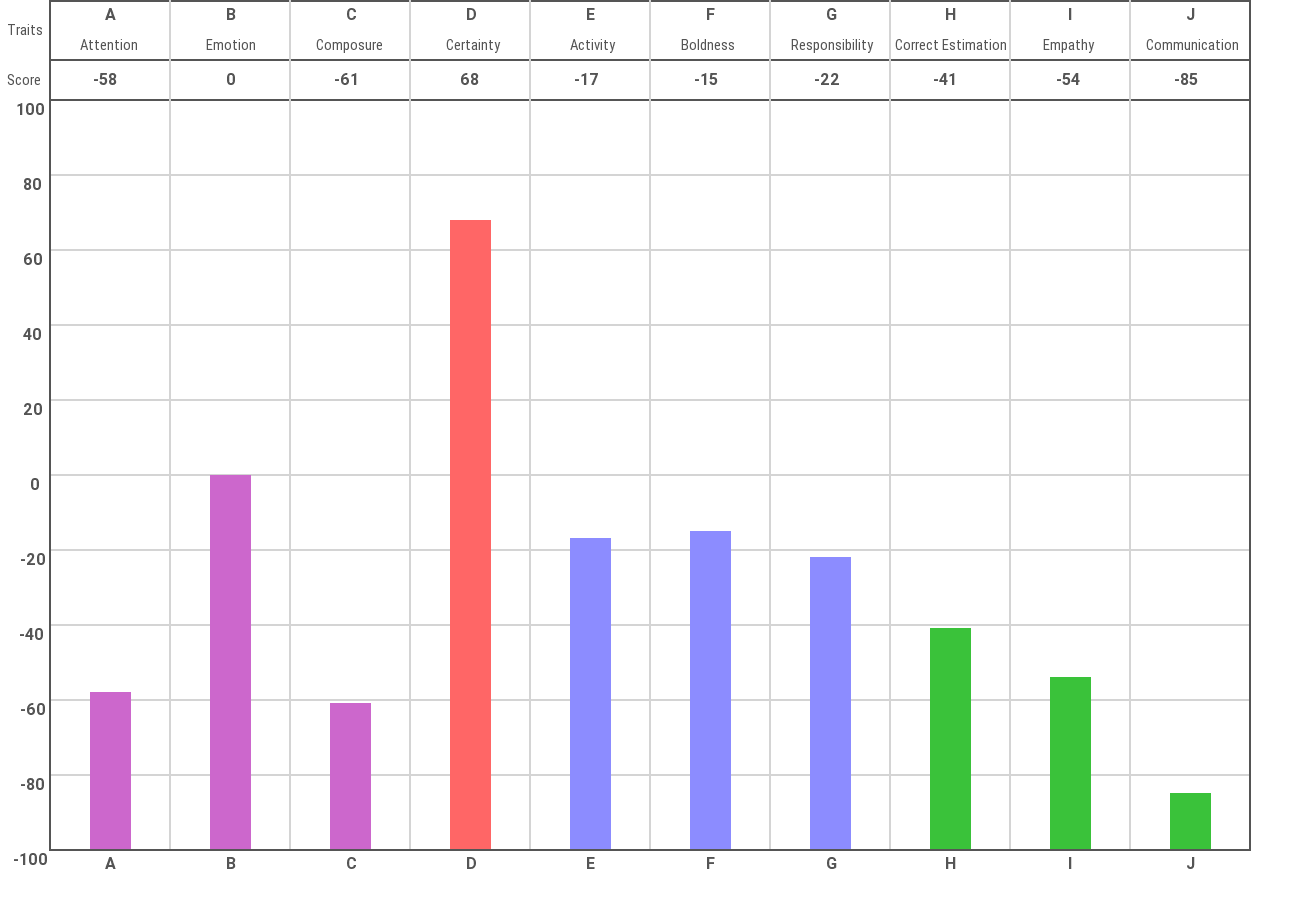 Traits A B C D E F G H I J
Attention Emotion Composure Certainty Activity Boldness Responsibility Correct Estimation Empathy Communication
Score -58 0 -61 68 -17 -15 -22 -41 -54 -85
100
80
60
40
20
0
-20
-40
-60
-80
-100
A B C D E F G H I J